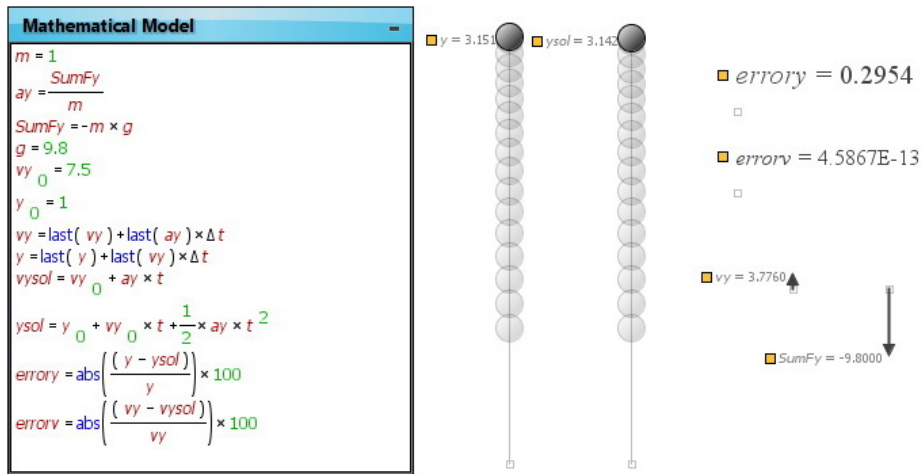 Mathematical Model
m = 1
ay = SumFy / m
SumFy = -m × g
g = 9.8
vy 0 = 7.5
y 0 = 1
vy = last( vy ) + last( ay ) × Δ t
y = last( y ) + last( vy ) × Δ t
vysol = vy 0 + ay × t
ysol = y 0 + vy 0 × t + 1/2 × ay × t 2
errory = abs( ( y - ysol ) / y ) × 100
errorv = abs( ( vy - vysol ) / vy ) × 100
y = 3.151
ysol = 3.142
errory = 0.2954
errorv = 4.5867E-13
vy = 3.7760
SumFy = -9.8000